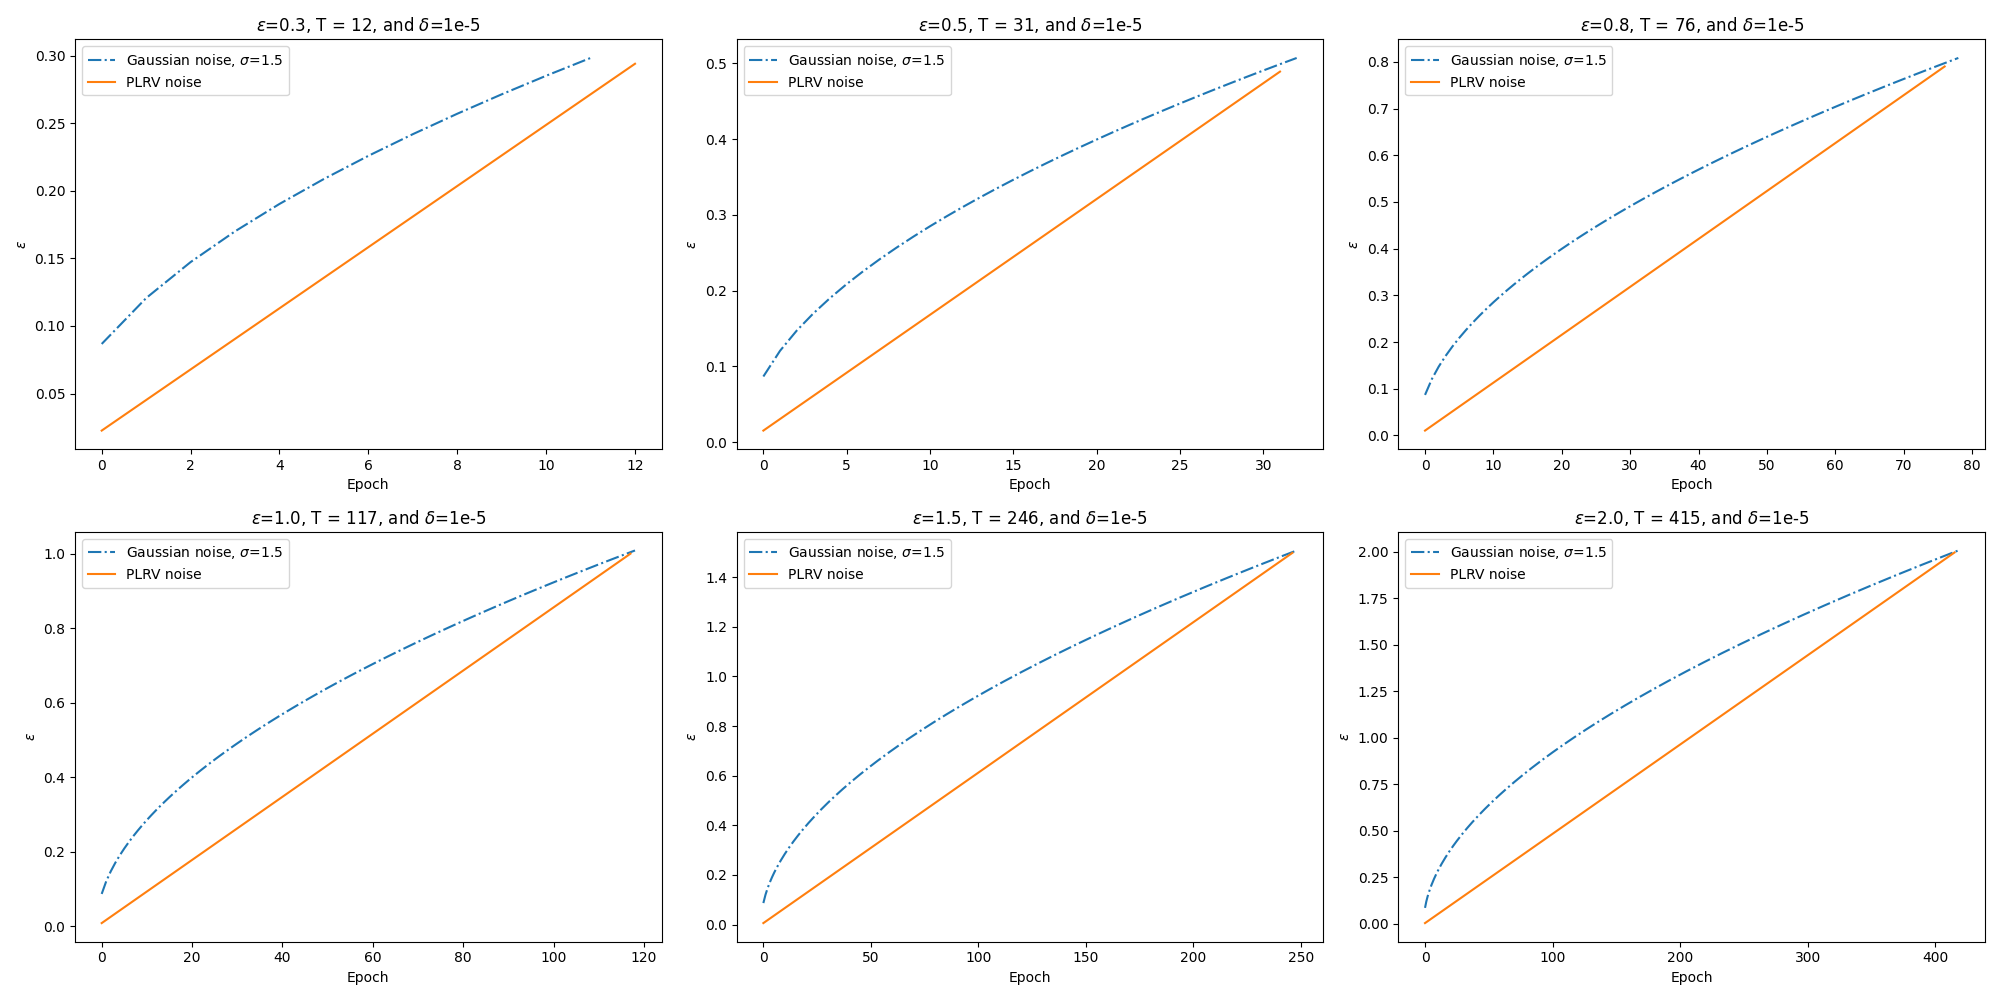 ε=0.3, T = 12, and δ=1e-5
Gaussian noise, σ=1.5
PLRV noise
0.30
0.25
0.20
0.15
0.10
0.05
ε
0 2 4 6 8 10 12
Epoch
ε=0.5, T = 31, and δ=1e-5
Gaussian noise, σ=1.5
PLRV noise
0.5
0.4
0.3
0.2
0.1
0.0
ε
0 5 10 15 20 25 30
Epoch
ε=0.8, T = 76, and δ=1e-5
Gaussian noise, σ=1.5
PLRV noise
0.8
0.7
0.6
0.5
0.4
0.3
0.2
0.1
0.0
ε
0 10 20 30 40 50 60 70 80
Epoch
ε=1.0, T = 117, and δ=1e-5
Gaussian noise, σ=1.5
PLRV noise
1.0
0.8
0.6
0.4
0.2
0.0
ε
0 20 40 60 80 100 120
Epoch
ε=1.5, T = 246, and δ=1e-5
Gaussian noise, σ=1.5
PLRV noise
1.4
1.2
1.0
0.8
0.6
0.4
0.2
0.0
ε
0 50 100 150 200 250
Epoch
ε=2.0, T = 415, and δ=1e-5
Gaussian noise, σ=1.5
PLRV noise
2.00
1.75
1.50
1.25
1.00
0.75
0.50
0.25
0.00
ε
0 100 200 300 400
Epoch